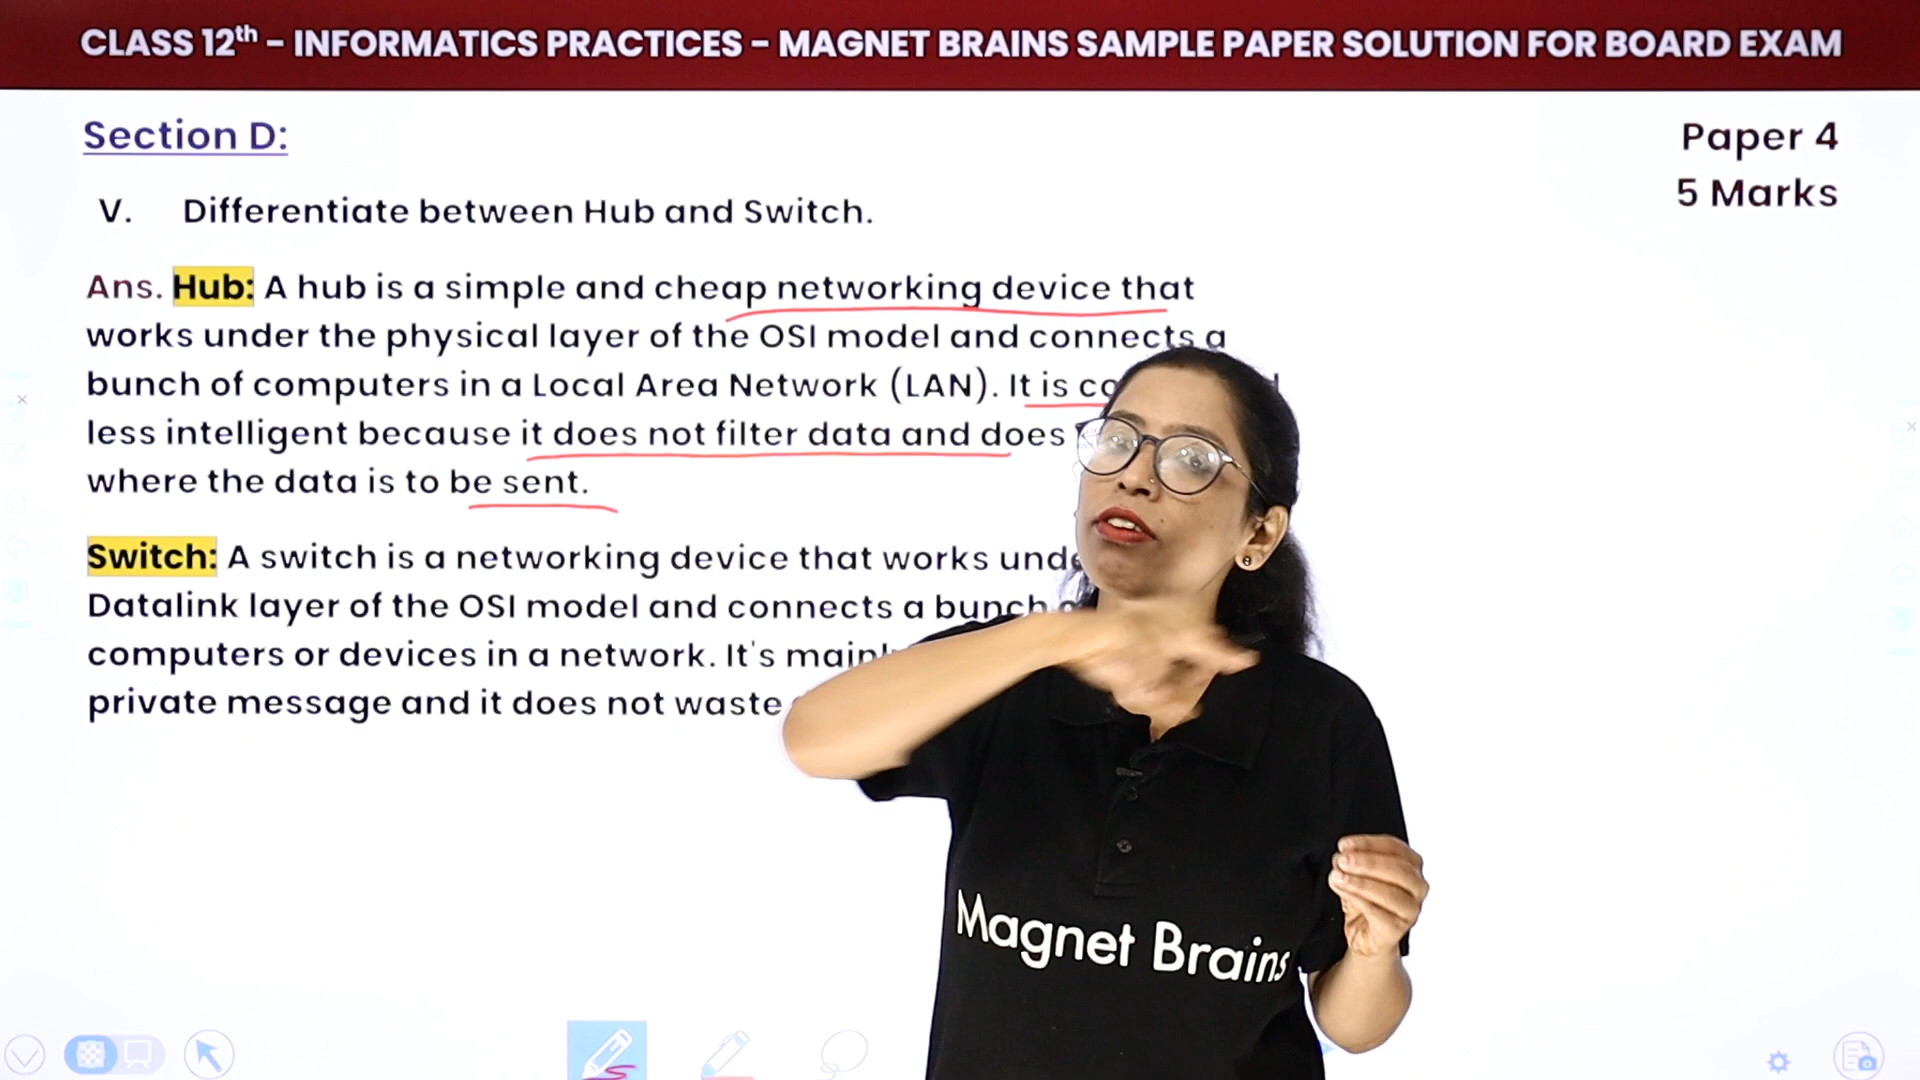 CLASS 12th - INFORMATICS PRACTICES - MAGNET BRAINS SAMPLE PAPER SOLUTION FOR BOARD EXAM
Section D:
Paper 4
5 Marks
V. Differentiate between Hub and Switch.
Ans. Hub: A hub is a simple and cheap networking device that
works under the physical layer of the OSI model and connects a
bunch of computers in a Local Area Network (LAN). It is
less intelligent because it does not filter data and does
where the data is to be sent.
Switch: A switch is a networking device that works
Datalink layer of the OSI model and connects a bunch
computers or devices in a network. It's
private message and it does not waste
Magnet Brains